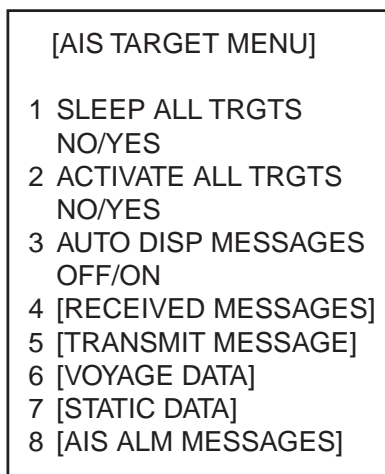 [AIS TARGET MENU]
1 SLEEP ALL TRGTS
NO/YES
2 ACTIVATE ALL TRGTS
NO/YES
3 AUTO DISP MESSAGES
OFF/ON
4 [RECEIVED MESSAGES]
5 [TRANSMIT MESSAGE]
6 [VOYAGE DATA]
7 [STATIC DATA]
8 [AIS ALM MESSAGES]